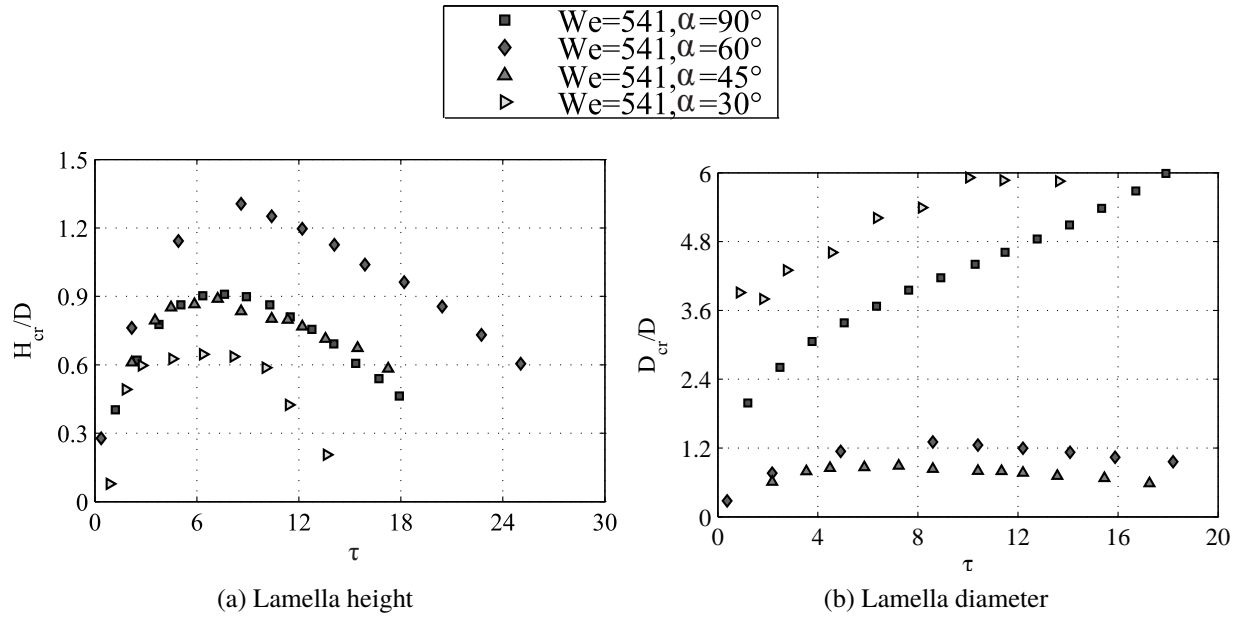 We=541,α=90°
We=541,α=60°
We=541,α=45°
We=541,α=30°
1.5
1.2
0.9
0.6
0.3
0
H_cr/D
0 6 12 18 24 30
τ
(a) Lamella height
6
4.8
3.6
2.4
1.2
0
D_cr/D
0 4 8 12 16 20
τ
(b) Lamella diameter